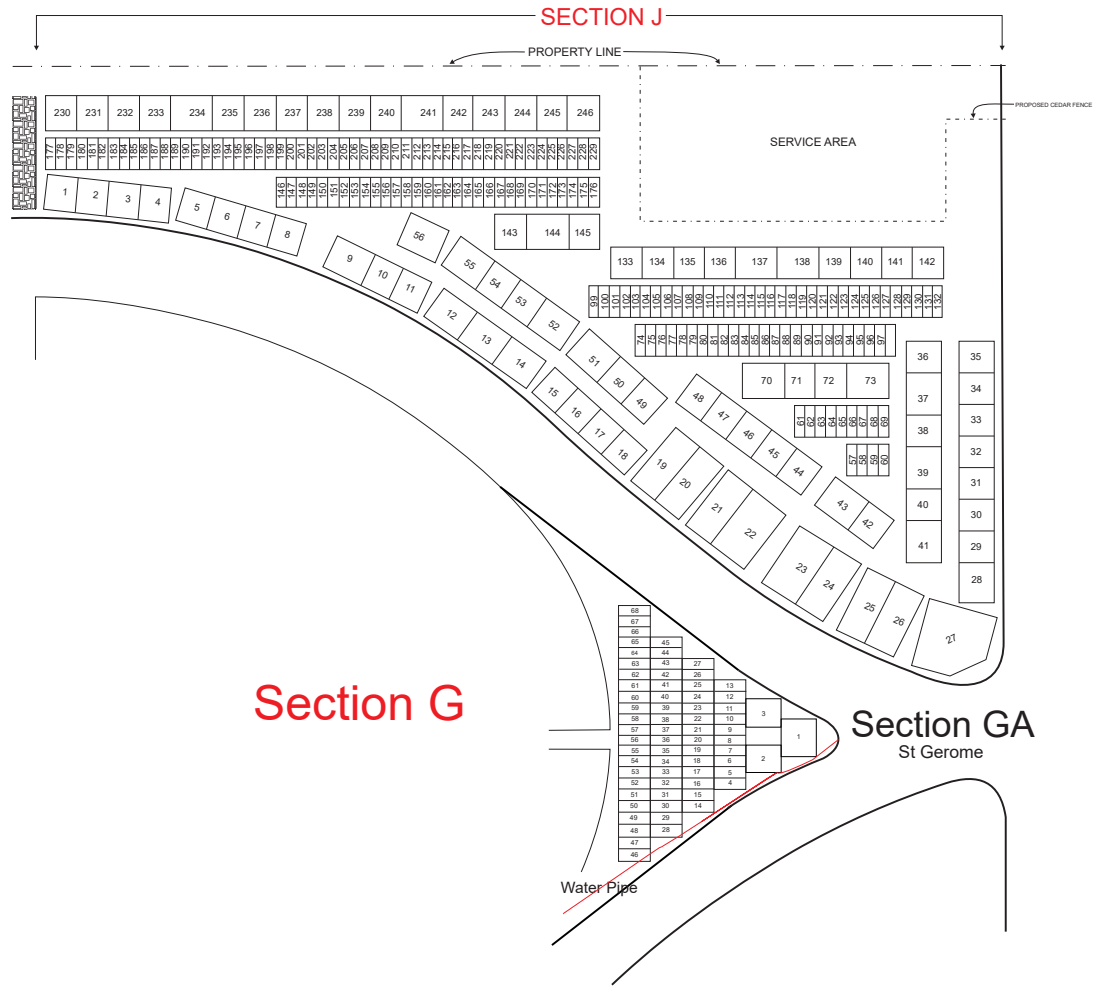 SECTION J
PROPERTY LINE
PROPOSED CEDAR FENCE
SERVICE AREA
230 231 232 233 234 235 236 237 238 239 240 241 242 243 244 245 246
177 178 179 180 181 182 183 184 185 186 187 188 189 190 191 192 193 194 195 196 197 198 199 200 201 202 203 204 205 206 207 208 209 210 211 212 213 214 215 216 217 218 219 220 221 222 223 224 225 226 227 228 229
146 147 148 149 150 151 152 153 154 155 156 157 158 159 160 161 162 163 164 165 166 167 168 169 170 171 172 173 174 175 176
1 2 3 4
5 6 7 8
143 144 145
56
9 10 11
55 54 53 52
133 134 135 136 137 138 139 140 141 142
99 100 101 102 103 104 105 106 107 108 109 110 111 112 113 114 115 116 117 118 119 120 121 122 123 124 125 126 127 128 129 130 131 132
12 13 14
74 75 76 77 78 79 80 81 82 83 84 85 86 87 88 89 90 91 92 93 94 95 96 97
51 50 49
70 71 72 73
15 16 17 18
48 47 46 45 44
61 62 63 64 65 66 67 68 69
57 58 59 60
36
37
38
39
40
41
35
34
33
32
31
30
29
28
19 20
21 22
43 42
23 24
25 26
27
68
67
66
65 45
64 44
63 43 27
62 42 26
61 41 25 13
60 40 24 12
59 39 23 11
58 38 22 10
57 37 21 9
56 36 20 8
55 35 19 7
54 34 18 6
53 33 17 5
52 32 16 4
51 31 15
50 30 14
49 29
48 28
47
46
3
1
2
Section G
Section GA
St Gerome
Water Pipe